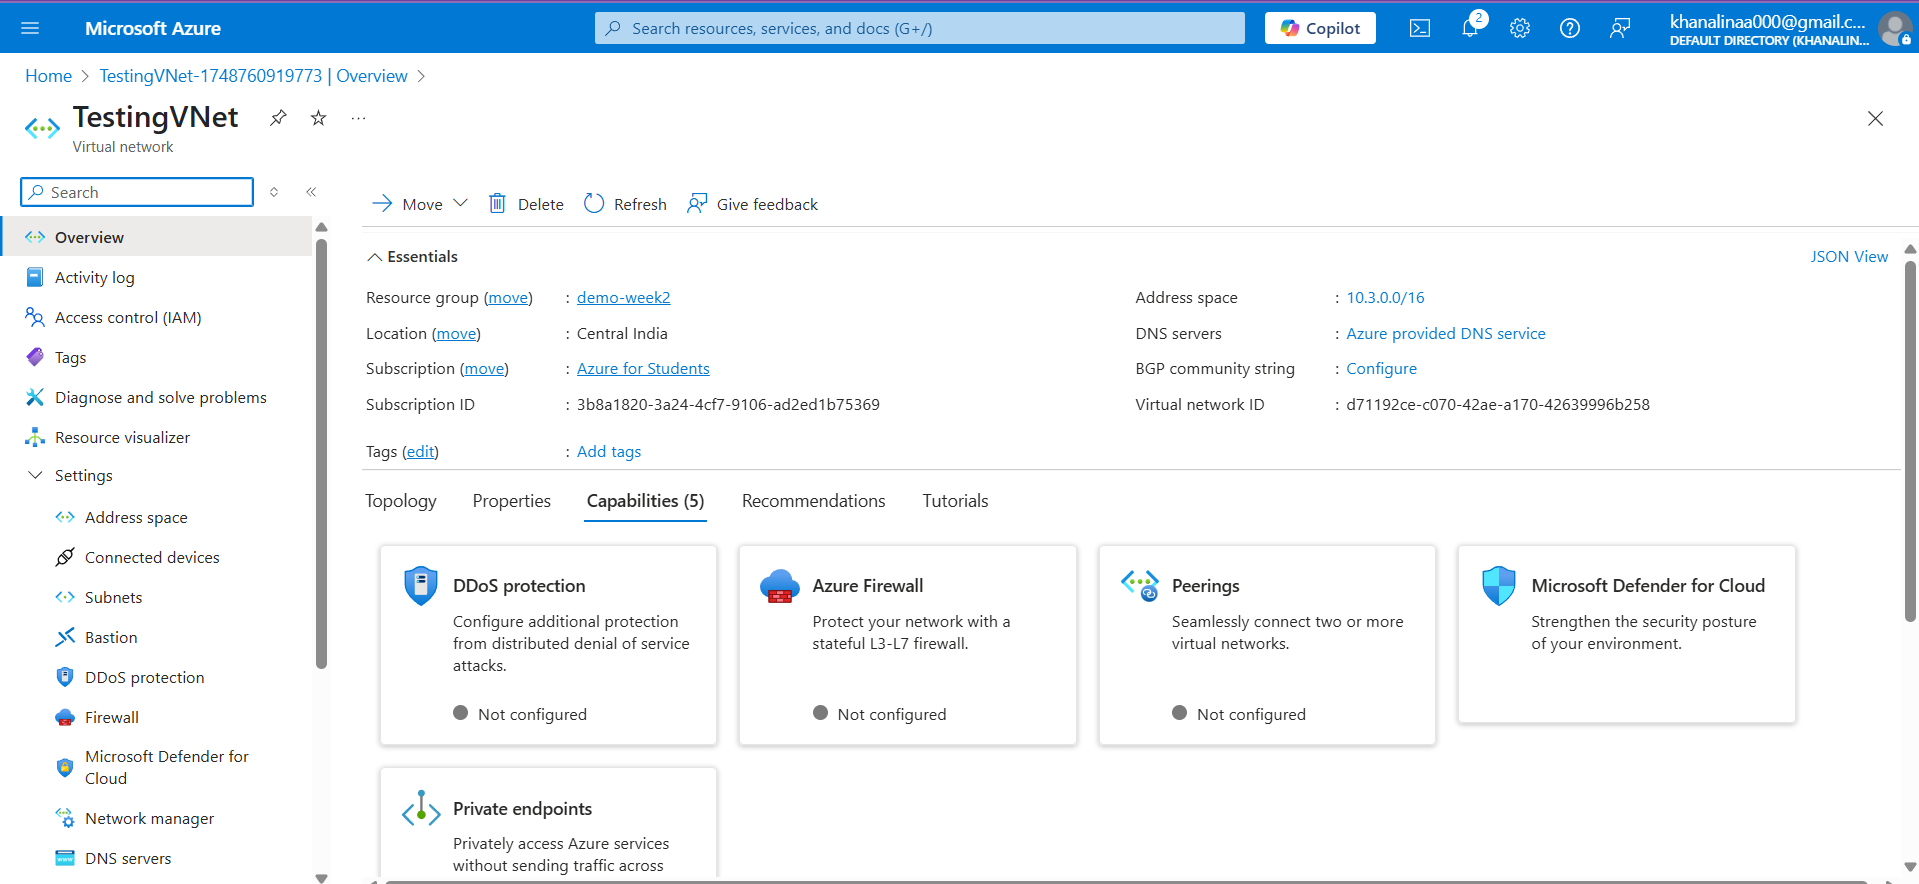 Microsoft Azure
Search resources, services, and docs (G+/)
Copilot
2
khanalinaa000@gmail.c...
DEFAULT DIRECTORY (KHANALIN...
Home > TestingVNet-1748760919773 | Overview >
TestingVNet
Virtual network
Search
Overview
Activity log
Access control (IAM)
Tags
Diagnose and solve problems
Resource visualizer
Settings
Address space
Connected devices
Subnets
Bastion
DDoS protection
Firewall
Microsoft Defender for
Cloud
Network manager
DNS servers
Move
Delete
Refresh
Give feedback
Essentials
JSON View
Resource group (move) : demo-week2
Location (move) : Central India
Subscription (move) : Azure for Students
Subscription ID : 3b8a1820-3a24-4cf7-9106-ad2ed1b75369
Address space : 10.3.0.0/16
DNS servers : Azure provided DNS service
BGP community string : Configure
Virtual network ID : d71192ce-c070-42ae-a170-42639996b258
Tags (edit) : Add tags
Topology
Properties
Capabilities (5)
Recommendations
Tutorials
DDoS protection
Configure additional protection
from distributed denial of service
attacks.
Not configured
Azure Firewall
Protect your network with a
stateful L3-L7 firewall.
Not configured
Peerings
Seamlessly connect two or more
virtual networks.
Not configured
Microsoft Defender for Cloud
Strengthen the security posture
of your environment.
Private endpoints
Privately access Azure services
without sending traffic across